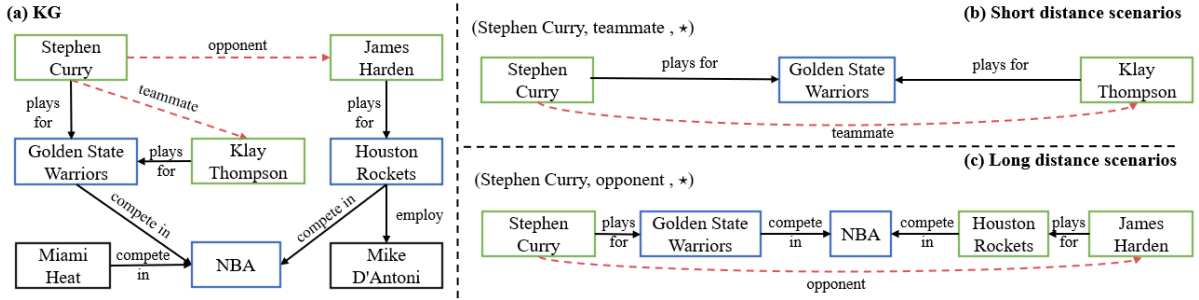 (a) KG
Stephen
Curry
opponent
James
Harden
teammate
plays
for
plays
for
Golden State
Warriors
plays
for
Klay
Thompson
Houston
Rockets
compete in
compete in
employ
Miami
Heat
compete
in
NBA
Mike
D'Antoni
(b) Short distance scenarios
(Stephen Curry, teammate , ⋆)
Stephen
Curry
plays for
Golden State
Warriors
plays for
Klay
Thompson
teammate
(c) Long distance scenarios
(Stephen Curry, opponent , ⋆)
Stephen
Curry
plays
for
Golden State
Warriors
compete
in
NBA
compete
in
Houston
Rockets
plays
for
James
Harden
opponent